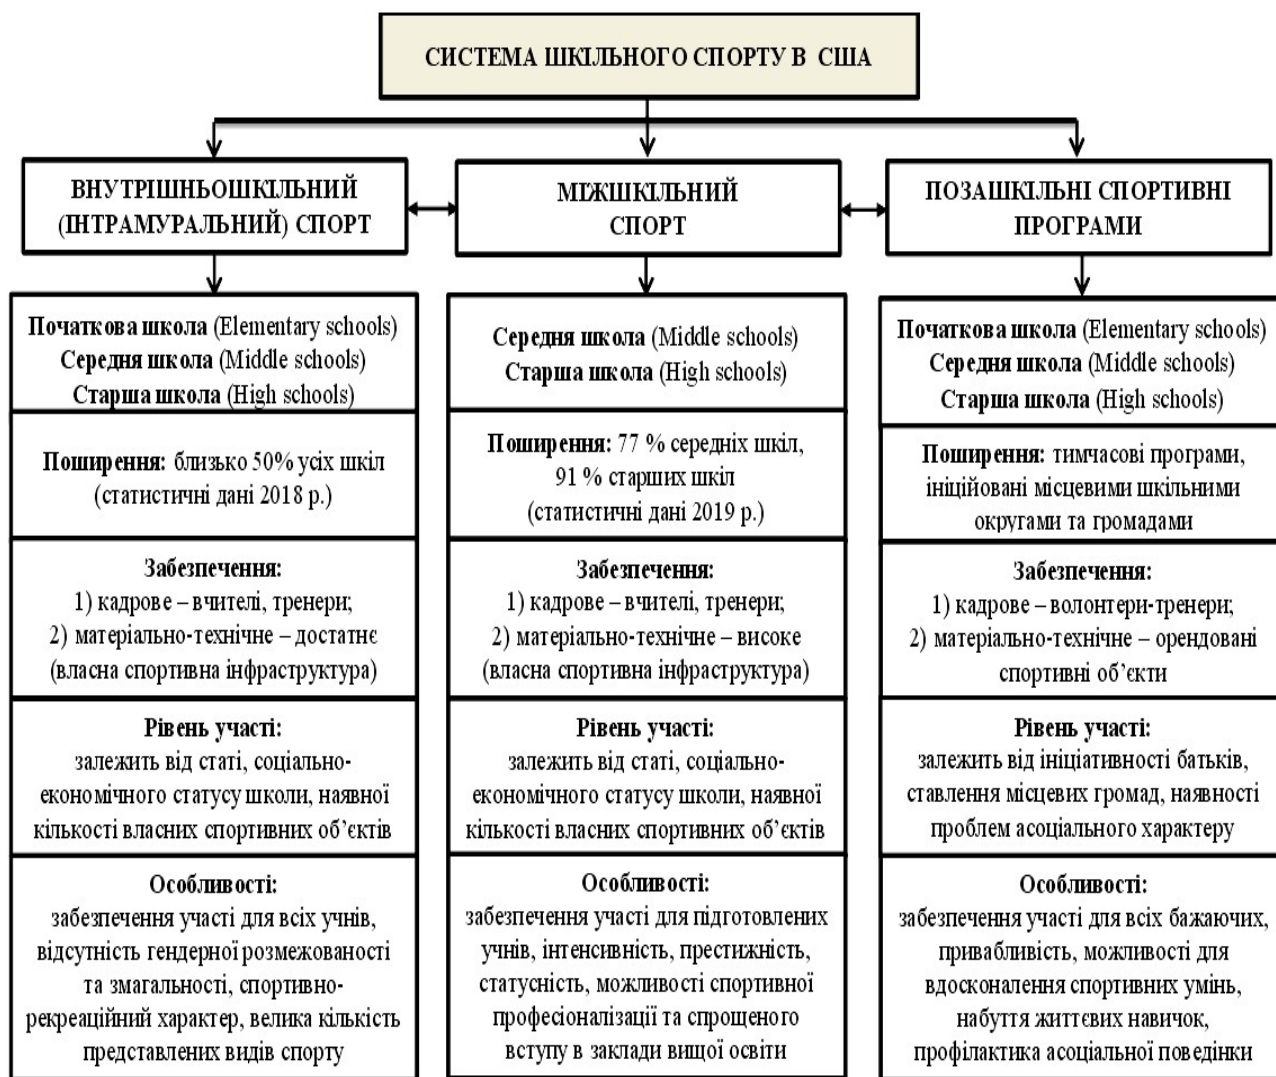 СИСТЕМА ШКІЛЬНОГО СПОРТУ В США
ВНУТРІШНЬОШКІЛЬНИЙ
(ІНТРАМУРАЛЬНИЙ) СПОРТ
Початкова школа (Elementary schools)
Середня школа (Middle schools)
Старша школа (High schools)
Поширення: близько 50% усіх шкіл
(статистичні дані 2018 р.)
Забезпечення:
1) кадрове – вчителі, тренери;
2) матеріально-технічне – достатнє
(власна спортивна інфраструктура)
Рівень участі:
залежить від статі, соціально-
економічного статусу школи, наявної
кількості власних спортивних об’єктів
Особливості:
забезпечення участі для всіх учнів,
відсутність гендерної розмежованості
та змагальності, спортивно-
рекреаційний характер, велика кількість
представлених видів спорту
МІЖШКІЛЬНИЙ
СПОРТ
Середня школа (Middle schools)
Старша школа (High schools)
Поширення: 77 % середніх шкіл,
91 % старших шкіл
(статистичні дані 2019 р.)
Забезпечення:
1) кадрове – вчителі, тренери;
2) матеріально-технічне – високе
(власна спортивна інфраструктура)
Рівень участі:
залежить від статі, соціально-
економічного статусу школи, наявної
кількості власних спортивних об’єктів
Особливості:
забезпечення участі для підготовлених
учнів, інтенсивність, престижність,
статусність, можливості спортивної
професіоналізації та спрощеного
вступу в заклади вищої освіти
ПОЗАШКІЛЬНІ СПОРТИВНІ
ПРОГРАМИ
Початкова школа (Elementary schools)
Середня школа (Middle schools)
Старша школа (High schools)
Поширення: тимчасові програми,
ініційовані місцевими шкільними
округами та громадами
Забезпечення:
1) кадрове – волонтери-тренери;
2) матеріально-технічне – орендовані
спортивні об’єкти
Рівень участі:
залежить від ініціативності батьків,
ставлення місцевих громад, наявності
проблем асоціального характеру
Особливості:
забезпечення участі для всіх бажаючих,
привабливість, можливості для
вдосконалення спортивних умінь,
набуття життєвих навичок,
профілактика асоціальної поведінки